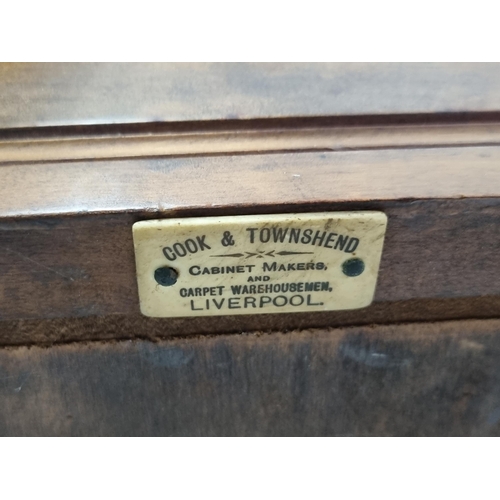 COOK & TOWNSHEND
CABINET MAKERS,
AND
CARPET WAREHOUSEMEN,
LIVERPOOL.